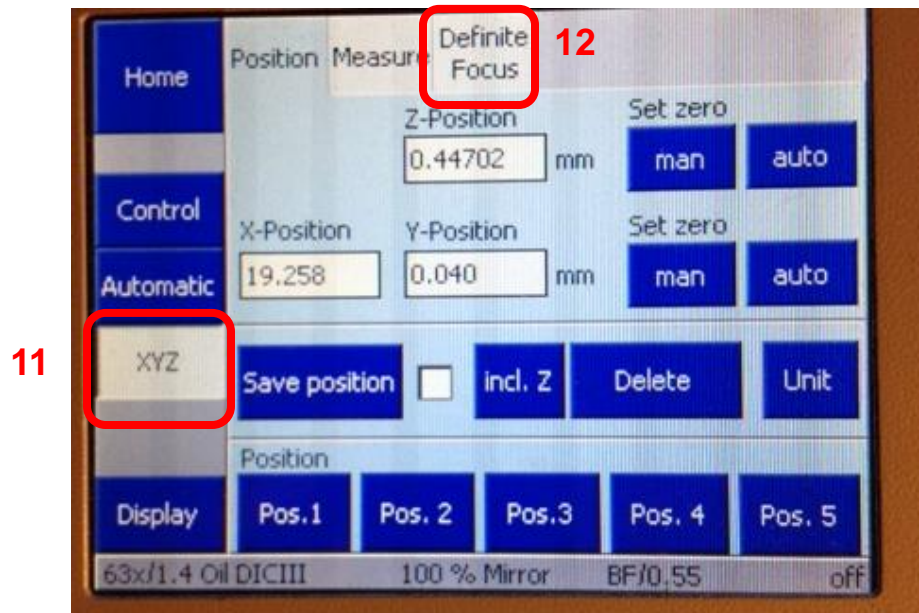 Definite
Focus
12
Home
Position
Measure
Z-Position
Set zero
0.44702
mm
man
auto
Control
X-Position
Y-Position
Set zero
19.258
0.040
mm
man
auto
Automatic
11
XYZ
Save position
incl. Z
Delete
Unit
Position
Display
Pos.1
Pos. 2
Pos.3
Pos. 4
Pos. 5
63x/1.4 Oil DICIII
100 % Mirror
BF/0.55
off